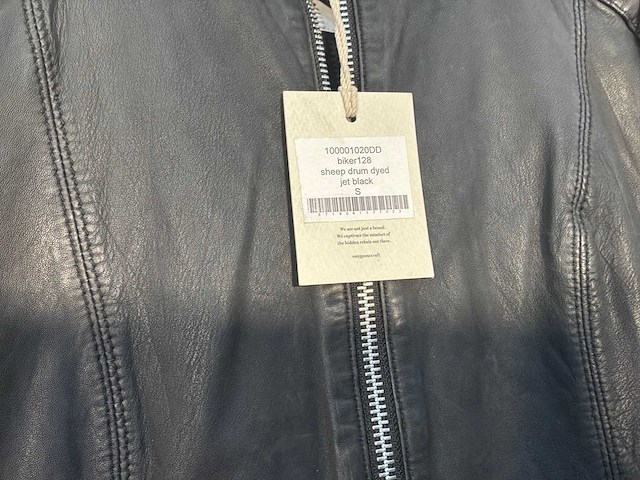 100001020DD
biker128
sheep drum dyed
jet black
S
We are not just a brand.
We captivate the mindset of
the hidden rebels out there.